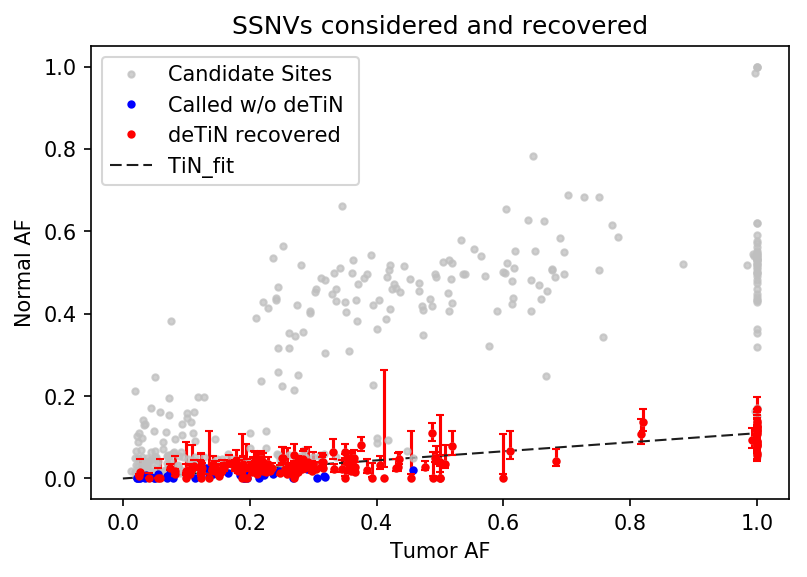 SSNVs considered and recovered
Candidate Sites
Called w/o deTiN
deTiN recovered
TiN_fit
Normal AF
1.0
0.8
0.6
0.4
0.2
0.0
0.0 0.2 0.4 0.6 0.8 1.0
Tumor AF